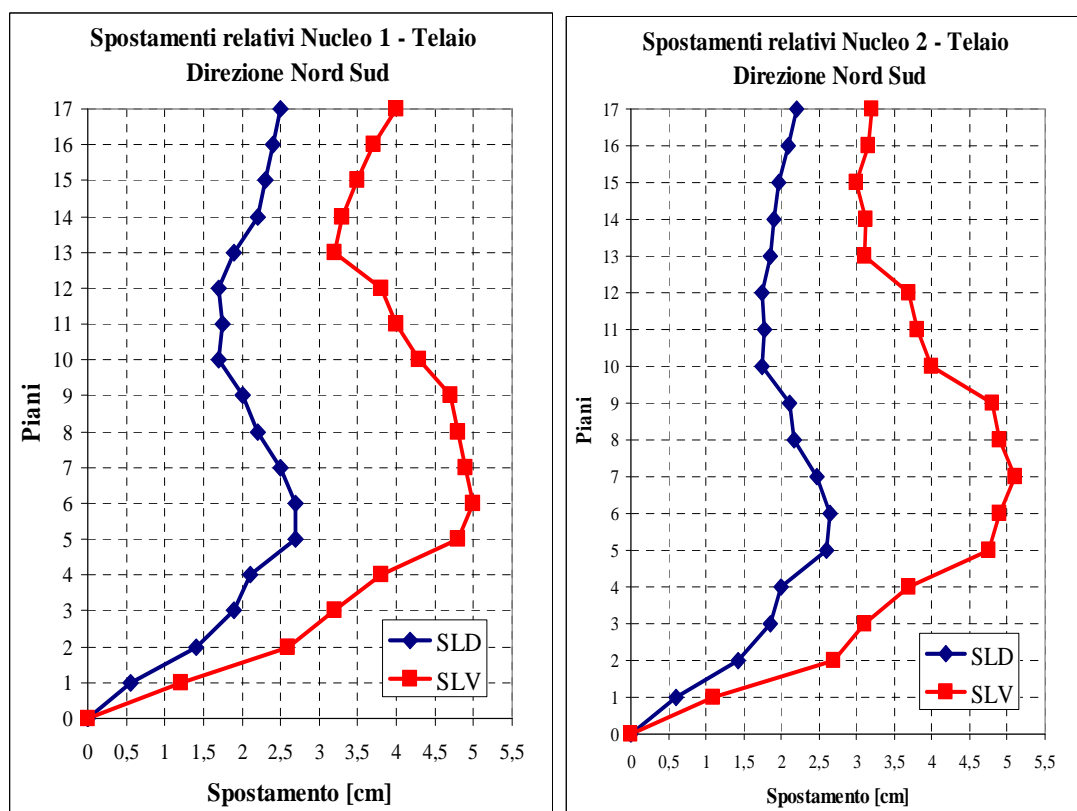 Spostamenti relativi Nucleo 1 - Telaio
Direzione Nord Sud
17
16
15
14
13
12
11
10
9
8
7
6
5
4
3
2
1
0
Piani
SLD
SLV
0 0,5 1 1,5 2 2,5 3 3,5 4 4,5 5 5,5
Spostamento [cm]
Spostamenti relativi Nucleo 2 - Telaio
Direzione Nord Sud
17
16
15
14
13
12
11
10
9
8
7
6
5
4
3
2
1
0
Piani
SLD
SLV
0 0,5 1 1,5 2 2,5 3 3,5 4 4,5 5 5,5
Spostamento [cm]